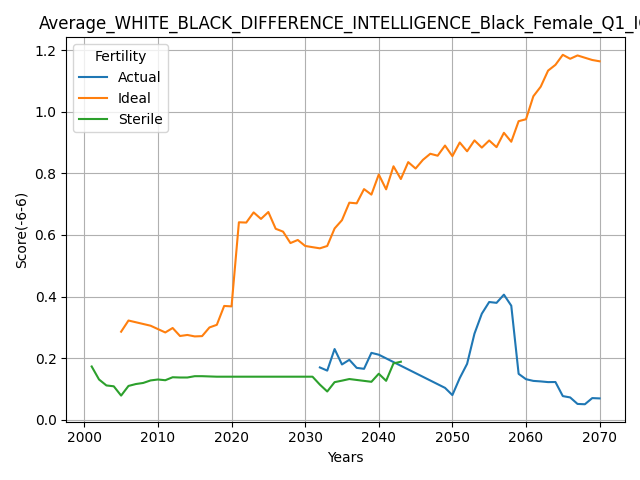 Average_WHITE_BLACK_DIFFERENCE_INTELLIGENCE_Black_Female_Q1_I
Fertility
Actual
Ideal
Sterile
1.2
1.0
0.8
0.6
0.4
0.2
0.0
Score(-6-6)
2000 2010 2020 2030 2040 2050 2060 2070
Years